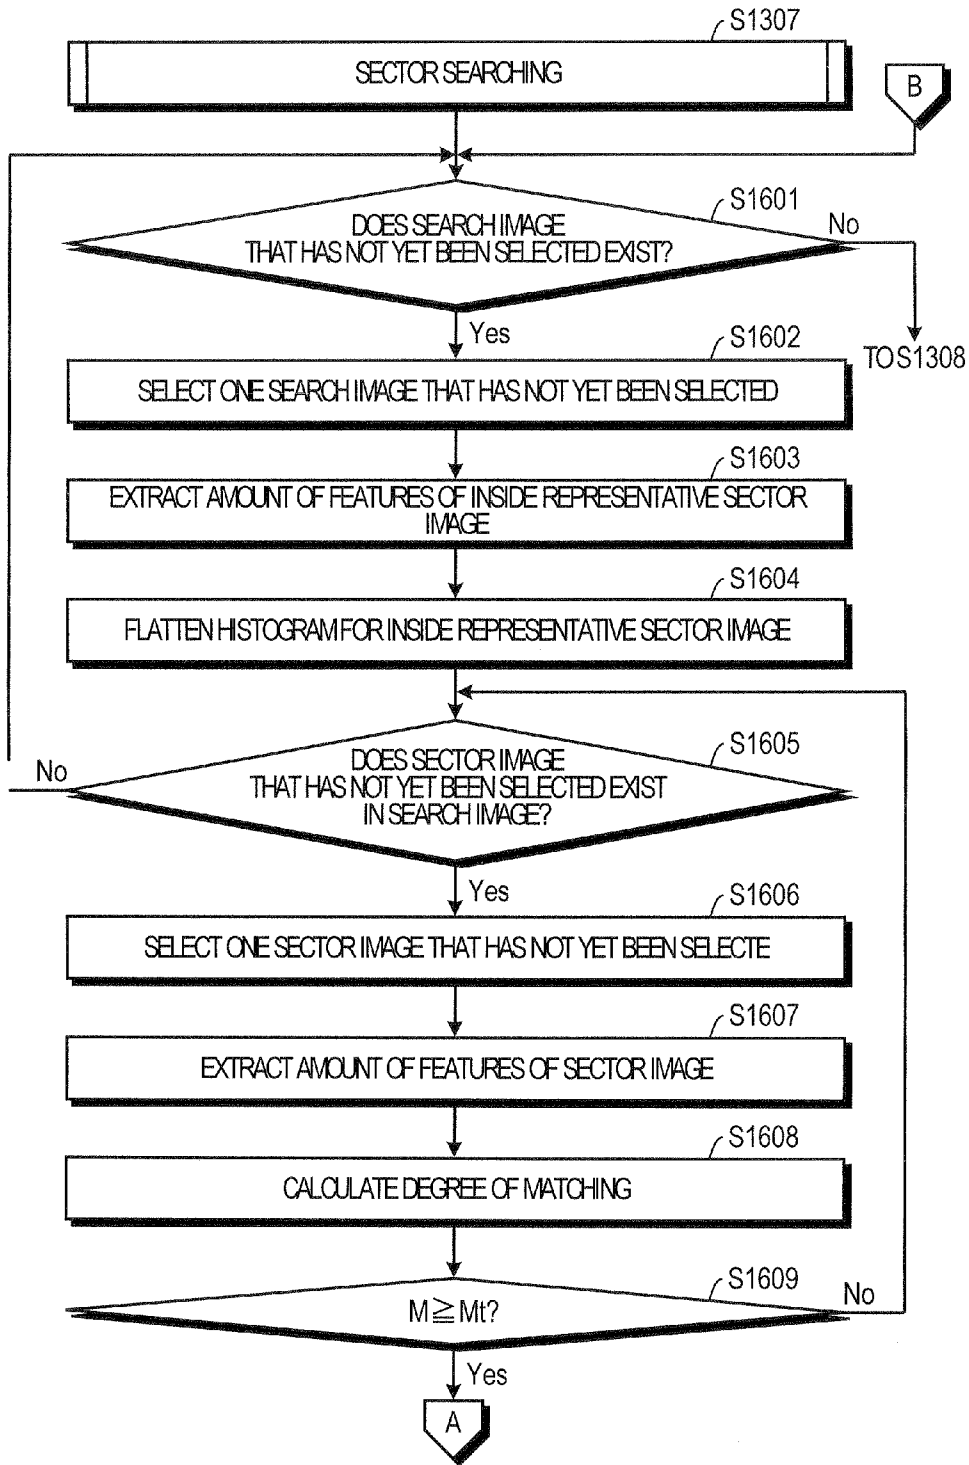 S1307
SECTOR SEARCHING
B
S1601
DOES SEARCH IMAGE
THAT HAS NOT YET BEEN SELECTED EXIST?
No
Yes
TO S1308
S1602
SELECT ONE SEARCH IMAGE THAT HAS NOT YET BEEN SELECTED
S1603
EXTRACT AMOUNT OF FEATURES OF INSIDE REPRESENTATIVE SECTOR
IMAGE
S1604
FLATTEN HISTOGRAM FOR INSIDE REPRESENTATIVE SECTOR IMAGE
S1605
DOES SECTOR IMAGE
THAT HAS NOT YET BEEN SELECTED EXIST
IN SEARCH IMAGE?
No
Yes
S1606
SELECT ONE SECTOR IMAGE THAT HAS NOT YET BEEN SELECTE
S1607
EXTRACT AMOUNT OF FEATURES OF SECTOR IMAGE
S1608
CALCULATE DEGREE OF MATCHING
S1609
M≧Mt?
No
Yes
A